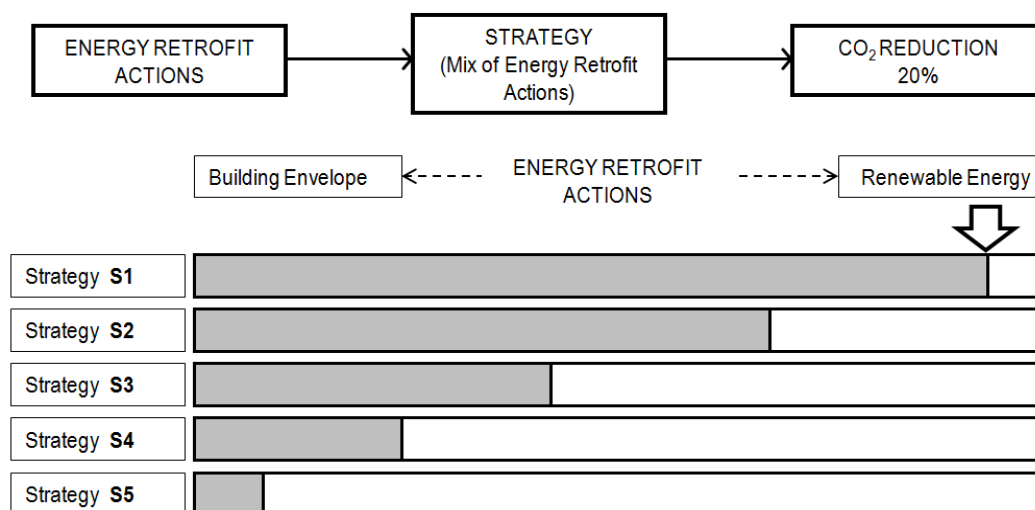 ENERGY RETROFIT
ACTIONS
STRATEGY
(Mix of Energy Retrofit
Actions)
CO₂ REDUCTION
20%
Building Envelope
ENERGY RETROFIT
ACTIONS
Renewable Energy
Strategy S1
Strategy S2
Strategy S3
Strategy S4
Strategy S5